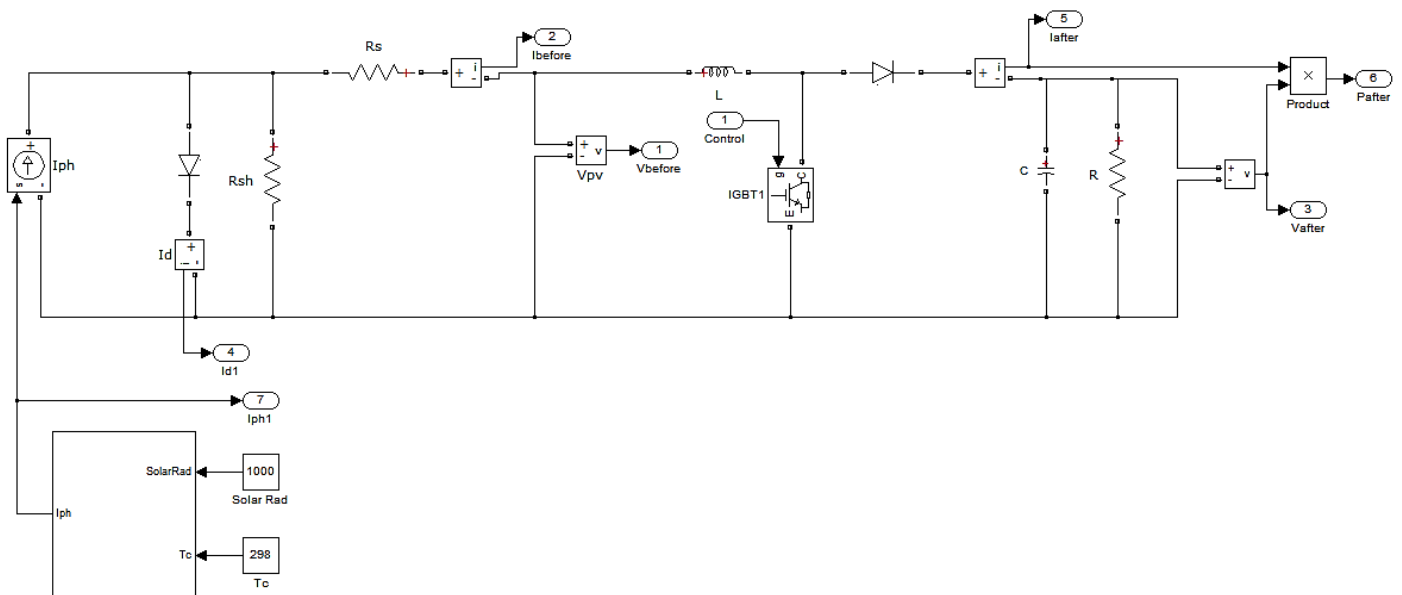 5
Iafter
2
Ibefore
Rs
+
+
i
-
+
i
-
×
Product
6
Pafter
+
L
+
Iph
s
-
+
Rsh
1
Control
+
-
v
Vpv
1
Vbefore
g
C
E
IGBT1
+
C
+
R
+
-
v
3
Vafter
+
Id
i
-
4
Id1
7
Iph1
SolarRad
1000
Solar Rad
Iph
Tc
298
Tc